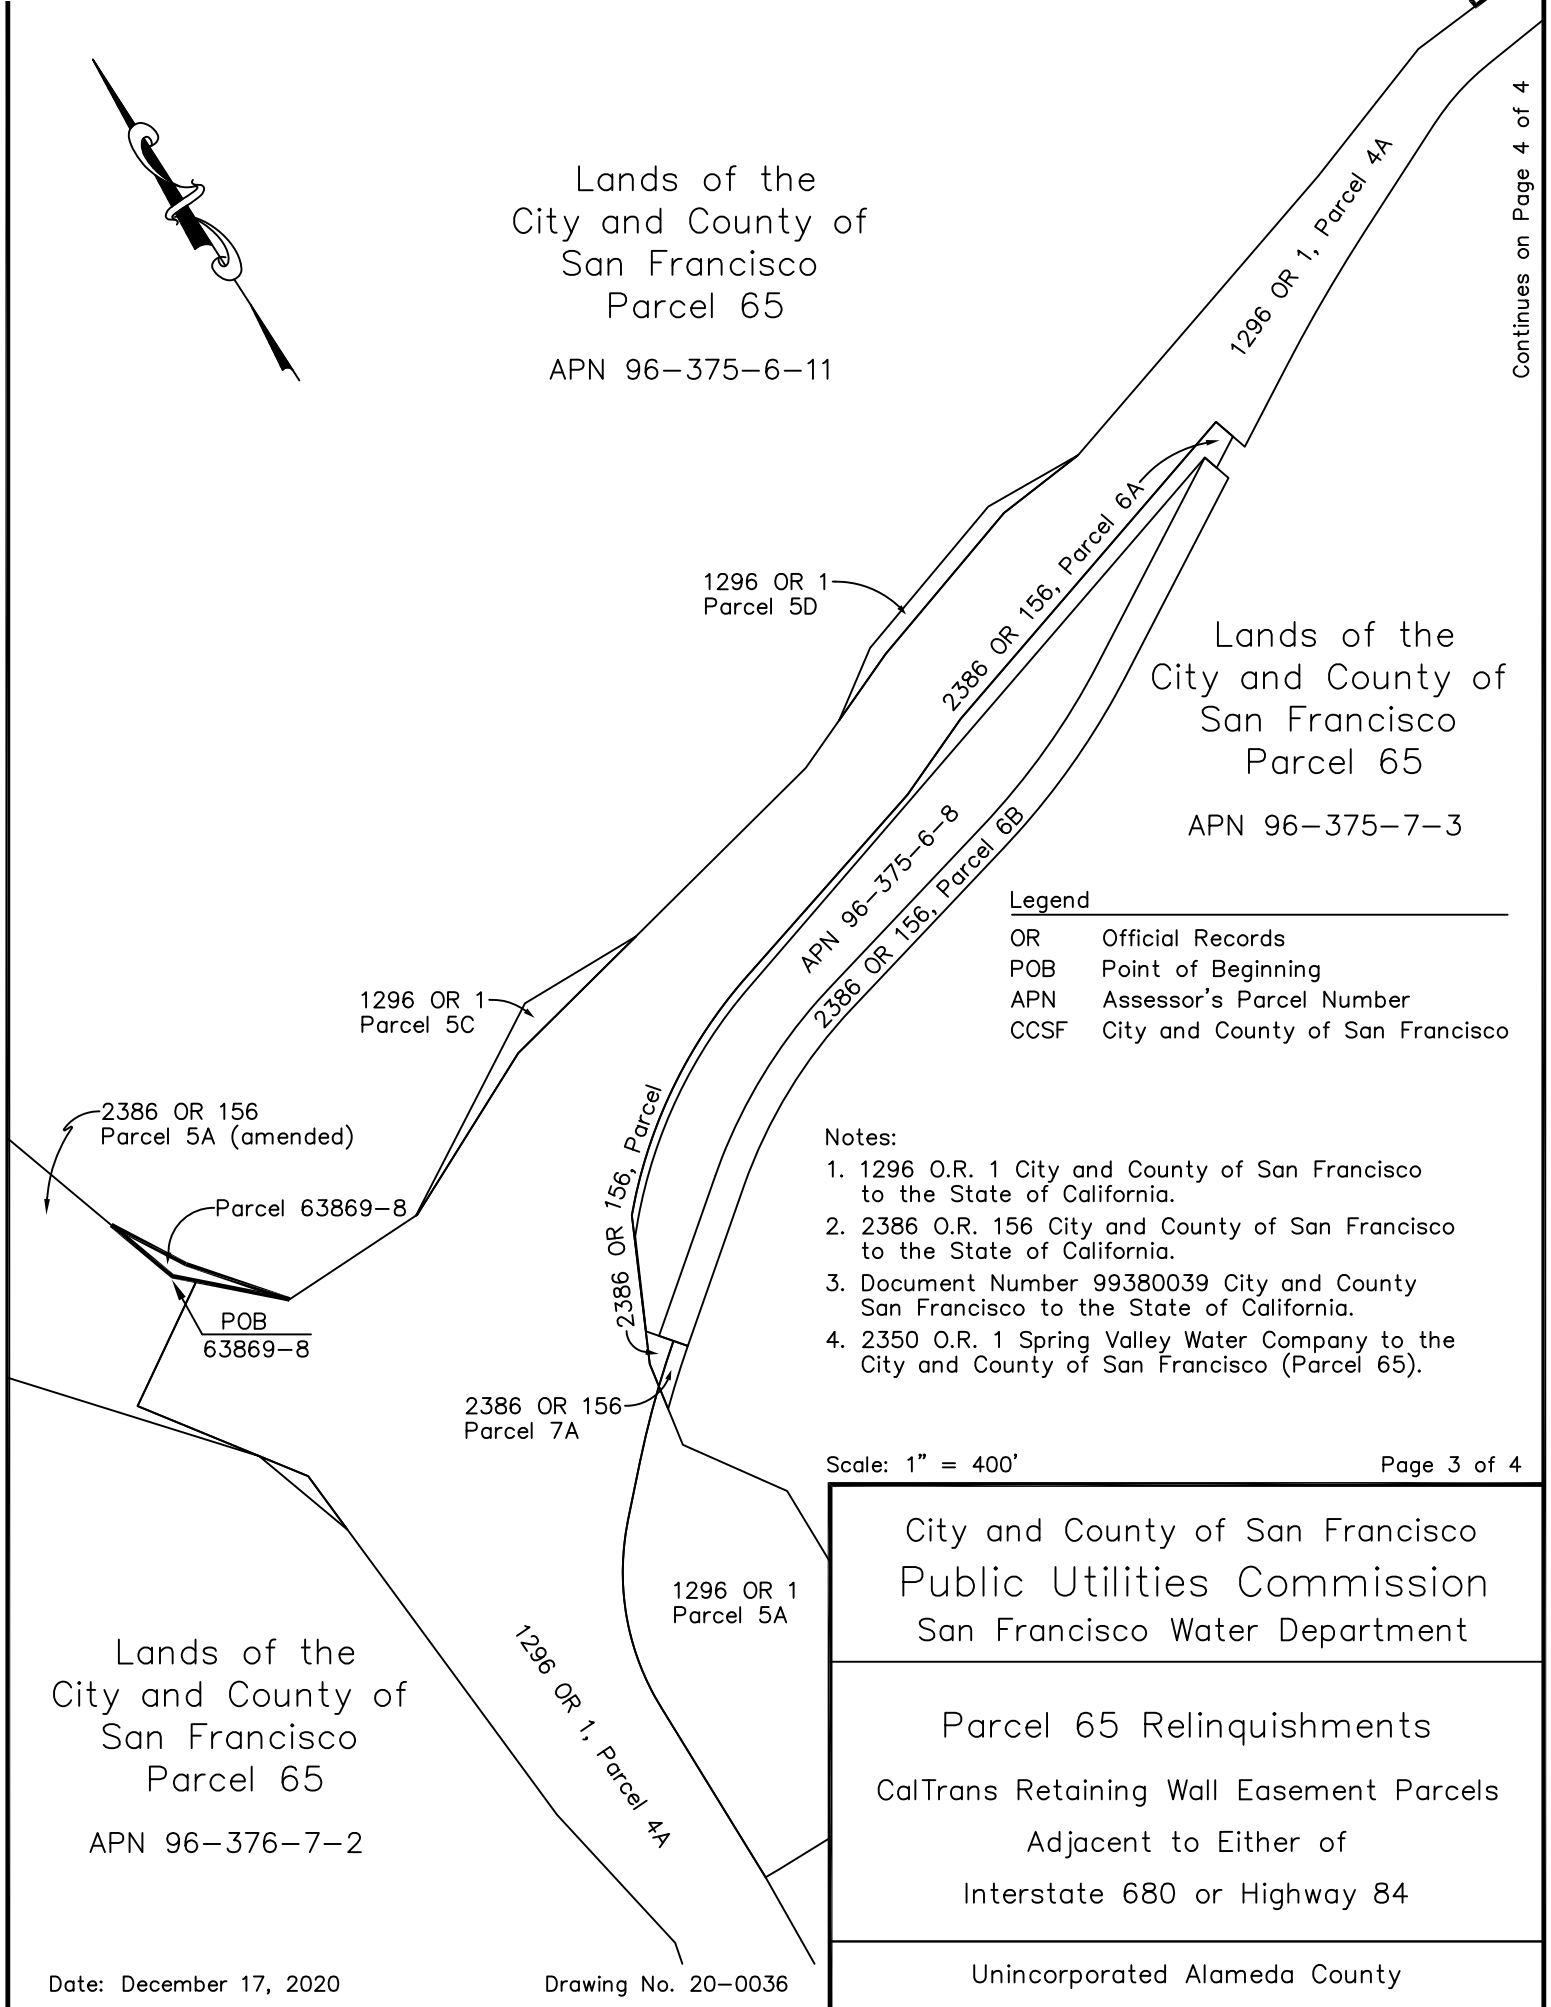 Continues on Page 4 of 4
Lands of the
City and County of
San Francisco
Parcel 65
APN 96-375-6-11
1296 OR 1, Parcel 4A
2386 OR 156, Parcel 6A
1296 OR 1
Parcel 5D
Lands of the
City and County of
San Francisco
Parcel 65
APN 96-375-7-3
APN 96-375-6-8
2386 OR 156, Parcel 6B
Legend
OR Official Records
POB Point of Beginning
APN Assessor's Parcel Number
CCSF City and County of San Francisco
1296 OR 1
Parcel 5C
2386 OR 156
Parcel 5A (amended)
Parcel 63869-8
POB
63869-8
2386 OR 156, Parcel
2386 OR 156
Parcel 7A
Notes:
1. 1296 O.R. 1 City and County of San Francisco
to the State of California.
2. 2386 O.R. 156 City and County of San Francisco
to the State of California.
3. Document Number 99380039 City and County
San Francisco to the State of California.
4. 2350 O.R. 1 Spring Valley Water Company to the
City and County of San Francisco (Parcel 65).
Scale: 1" = 400'
Page 3 of 4
1296 OR 1
Parcel 5A
1296 OR 1, Parcel 4A
Lands of the
City and County of
San Francisco
Parcel 65
APN 96-376-7-2
City and County of San Francisco
Public Utilities Commission
San Francisco Water Department
Parcel 65 Relinquishments
CalTrans Retaining Wall Easement Parcels
Adjacent to Either of
Interstate 680 or Highway 84
Unincorporated Alameda County
Date: December 17, 2020
Drawing No. 20-0036